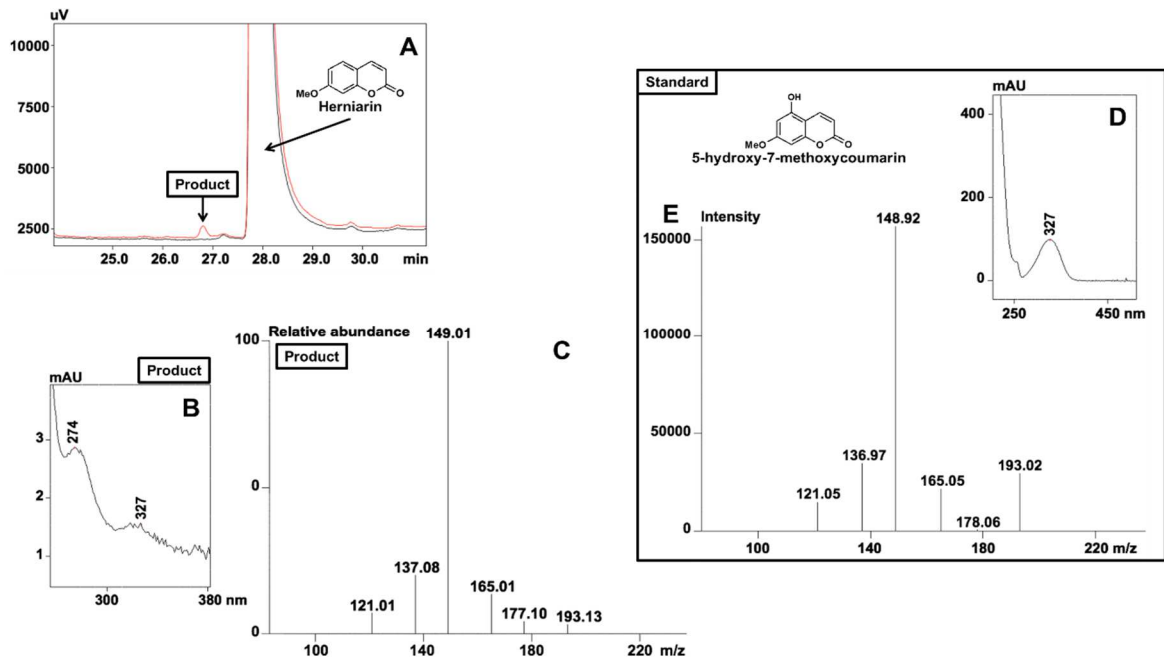 uV
10000
7500
5000
2500
A
MeO
O
O
Herniarin
Product
25.0 26.0 27.0 28.0 29.0 30.0 min
Product
mAU
B
3
2
1
274
327
300 380 nm
Relative abundance
Product
C
100
0
0
149.01
137.08
121.01
165.01
177.10
193.13
100 140 180 220 m/z
Standard
OH
MeO
O
O
5-hydroxy-7-methoxycoumarin
mAU
D
400
200
0
327
250 450 nm
E
Intensity
150000
100000
50000
0
148.92
136.97
121.05
165.05
178.06
193.02
100 140 180 220 m/z